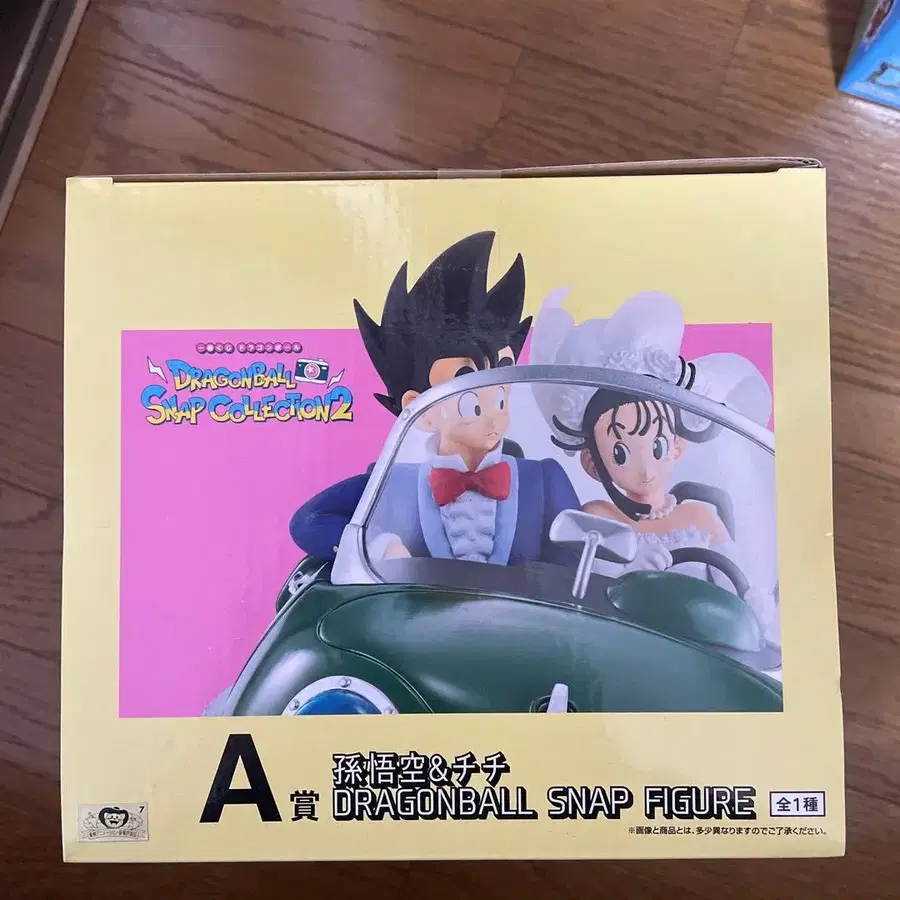 一番くじ ドラゴンボール
DRAGONBALL
SNAP COLLECTION2
A賞
孫悟空&チチ
DRAGONBALL SNAP FIGURE
全1種
※画像と商品とは、多少異なりますのでご了承ください。
7